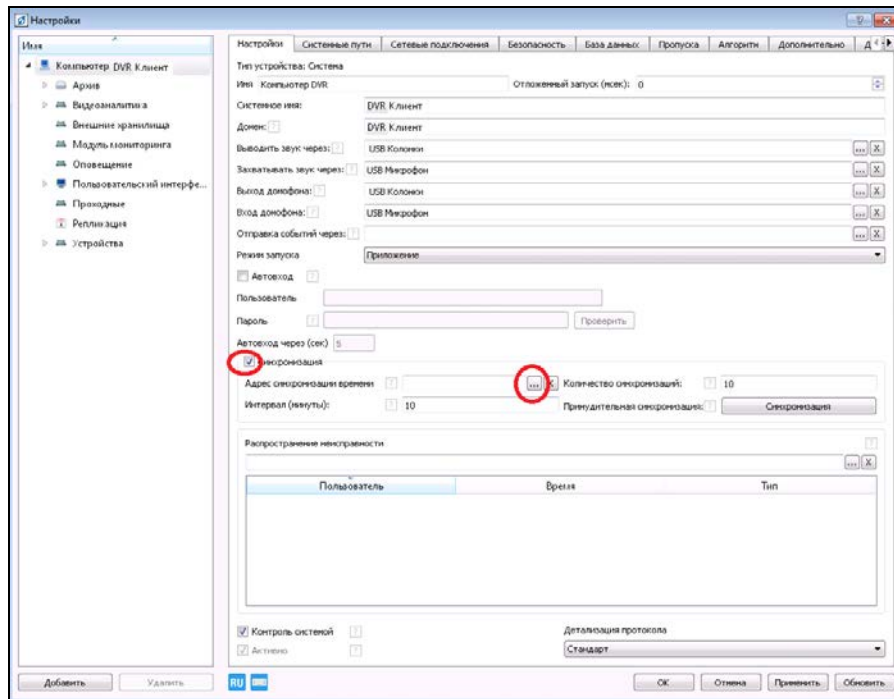 Настройки
Имя
Компьютер DVR Клиент
Архив
Видеоаналитика
Внешние хранилища
Модуль мониторинга
Оповещение
Пользовательский интерфе...
Проходные
Репликация
Устройства
Добавить Удалить
Настройки Системные пути Сетевые подключения Безопасность База данных Пропуска Алгоритм Дополнительно Д
Тип устройства: Система
Имя Компьютер DVR Отложенный запуск (мсек.): 0
Системное имя: DVR Клиент
Домен: ? DVR Клиент
Выводить звук через: ? USB Колонки ... X
Захватывать звук через: ? USB Микрофон ... X
Выход домофона: ? USB Колонки ... X
Вход домофона: ? USB Микрофон ... X
Отправка событий через: ? ... X
Режим запуска Приложение
Автовход ?
Пользователь
Пароль ? Проверить
Автовход через (сек) 5
Синхронизация
Адрес синхронизации времени ? ... X Количество синхронизаций: ? 10
Интервал (минуты): ? 10 Принудительная синхронизация: ? Синхронизация
Распространение неисправности ?
... X
Пользователь Время Тип
Контроль системой ? Детализация протокола
Активно ? Стандарт
RU ОК Отмена Применить Обновить